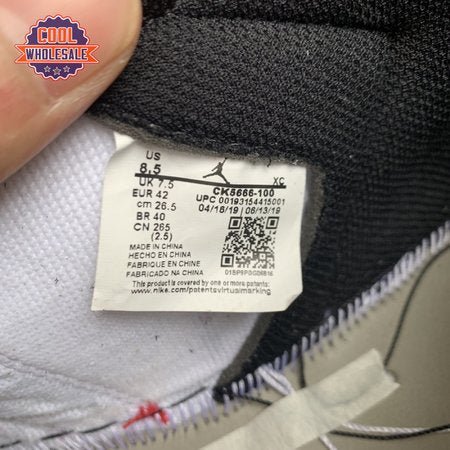 COOL
WHOLESALE
US
8.5
XC
UK 7.5
CK5666-100
EUR 42
UPC 00193154415001
cm 26.5
04/16/19 | 06/13/19
BR 40
CN 265
(2.5)
MADE IN CHINA
HECHO EN CHINA
FABRIQUE EN CHINE
FABRICADO NA CHINA
This product is covered by one or more patents:
www.nike.com/patentsvirtualmarking